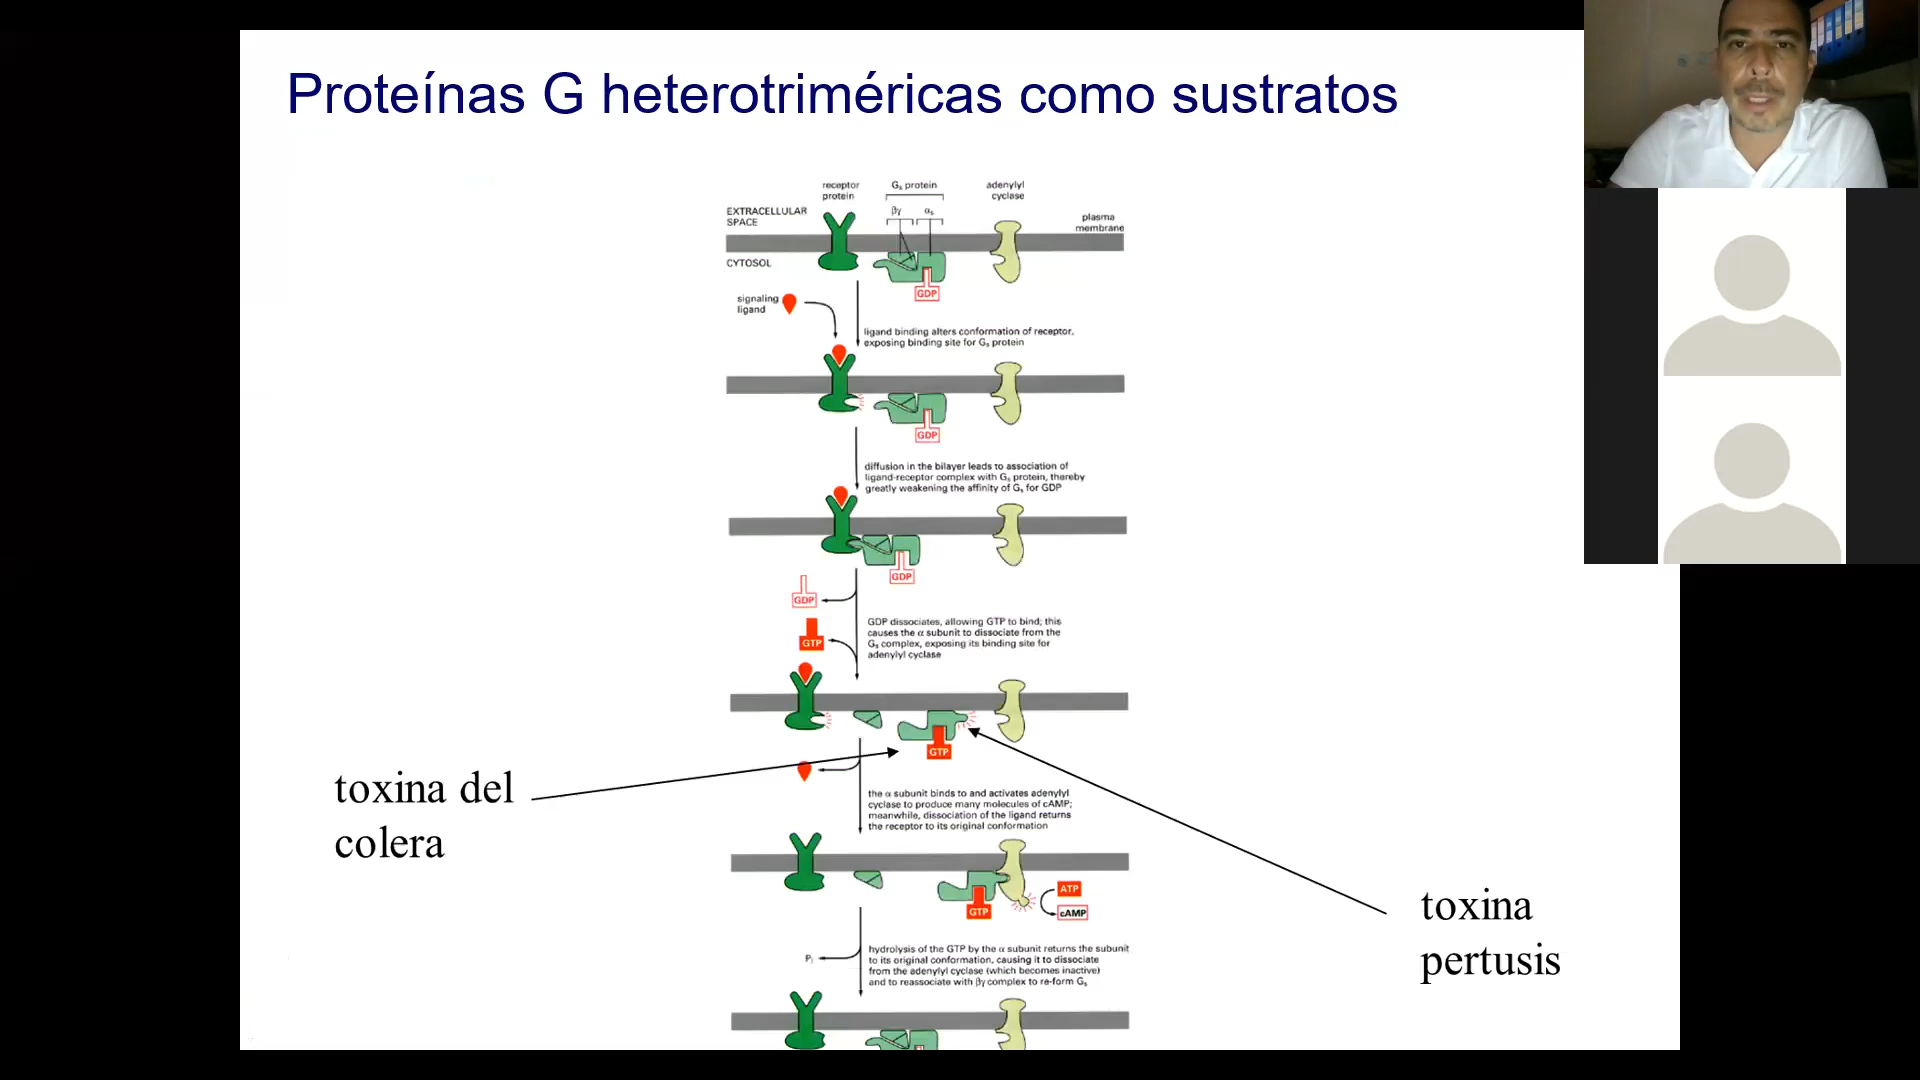 Proteínas G heterotriméricas como sustratos
receptor
protein
Gs protein
adenylyl
cyclase
EXTRACELLULAR
SPACE
βγ
αs
plasma
membrane
CYTOSOL
GDP
signaling
ligand
ligand binding alters conformation of receptor,
exposing binding site for Gs protein
GDP
diffusion in the bilayer leads to association of
ligand-receptor complex with Gs protein, thereby
greatly weakening the affinity of Gs for GDP
GDP
GDP
GTP
GDP dissociates, allowing GTP to bind; this
causes the α subunit to dissociate from the
Gs complex, exposing its binding site for
adenylyl cyclase
GTP
toxina del
colera
the α subunit binds to and activates adenylyl
cyclase to produce many molecules of cAMP;
meanwhile, dissociation of the ligand returns
the receptor to its original conformation
ATP
GTP
cAMP
toxina
pertusis
Pi
hydrolysis of the GTP by the α subunit returns the subunit
to its original conformation, causing it to dissociate
from the adenylyl cyclase (which becomes inactive)
and to reassociate with βγ complex to re-form Gs